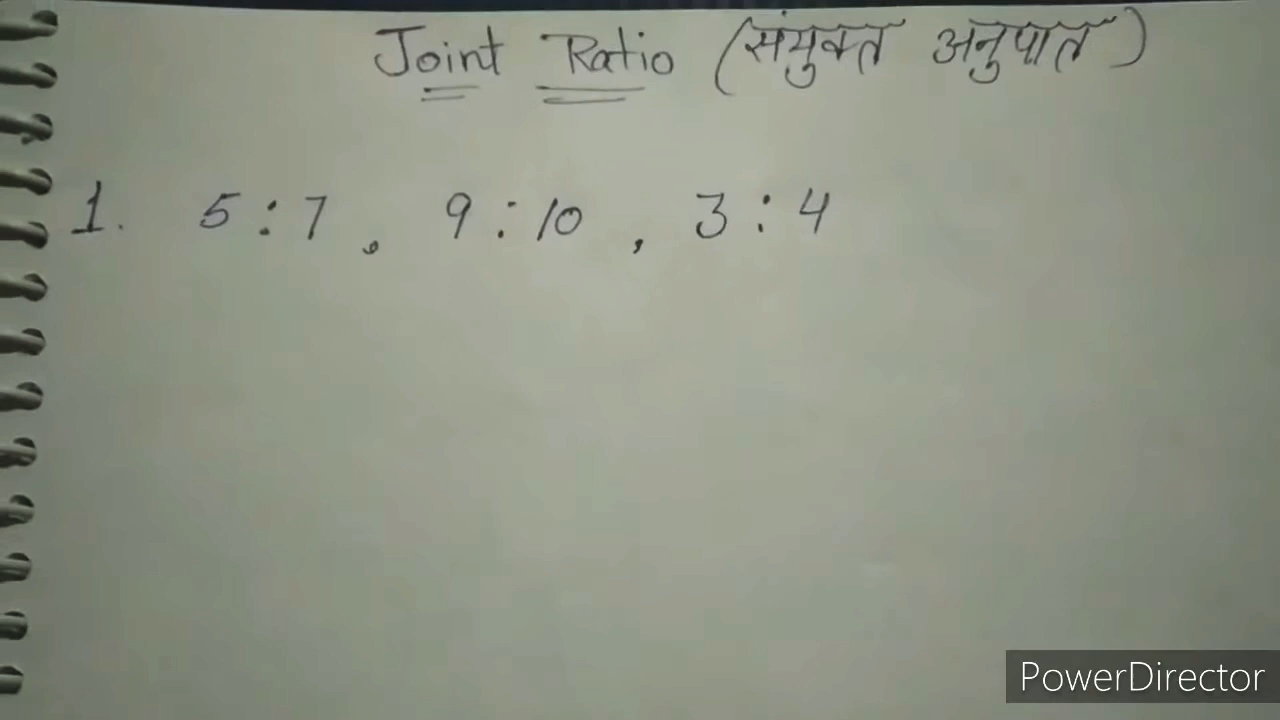 Joint Ratio (संयुक्त अनुपात)
1. 5:7, 9:10, 3:4
PowerDirector